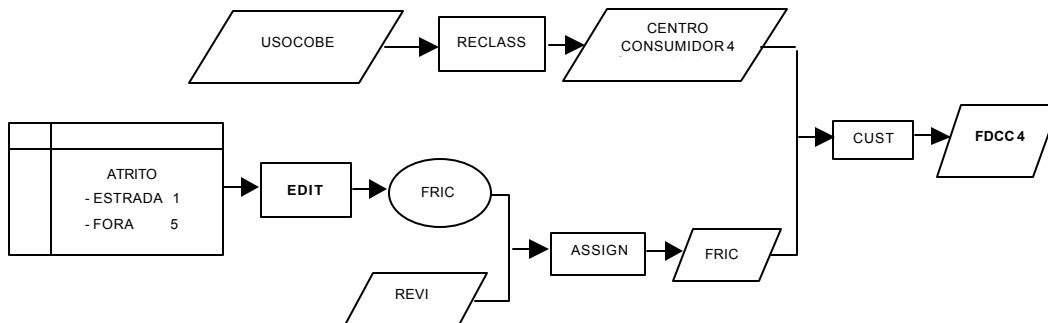 USOCOBE
RECLASS
CENTRO
CONSUMIDOR 4
ATRITO
- ESTRADA 1
- FORA 5
EDIT
FRIC
REVI
ASSIGN
FRIC
CUST
FDCC 4